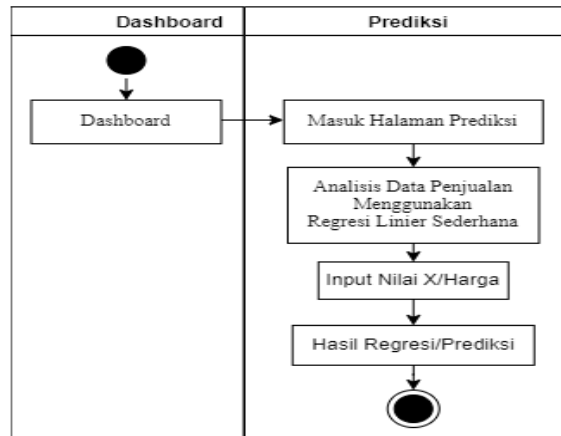 Dashboard
Prediksi
Dashboard
Masuk Halaman Prediksi
Analisis Data Penjualan
Menggunakan
Regresi Linier Sederhana
Input Nilai X/Harga
Hasil Regresi/Prediksi